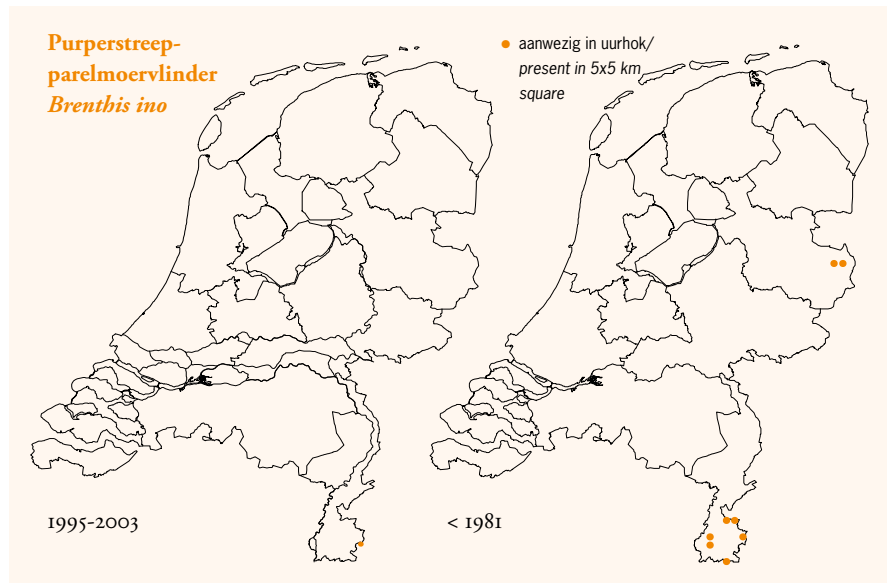 Purperstreep-
parelmoervlinder
Brenthis ino
aanwezig in uurhok/
present in 5x5 km
square
1995-2003
< 1981